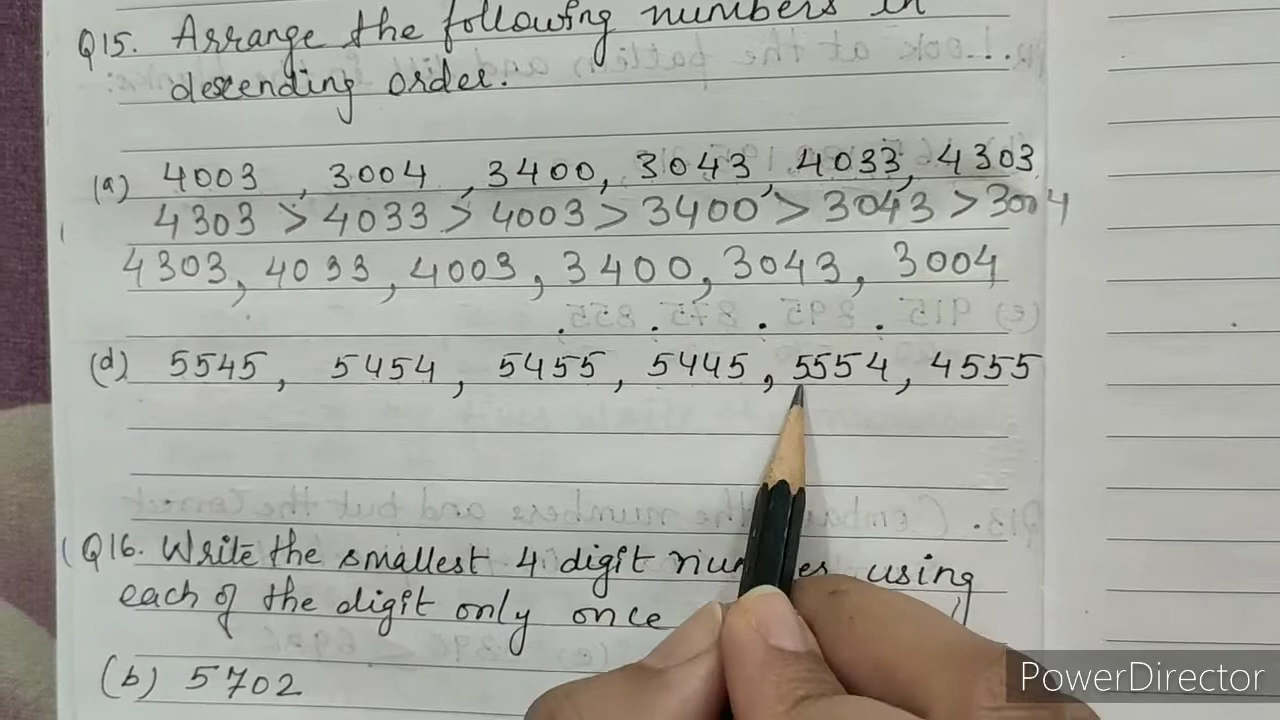 Q15. Arrange the following numbers in
descending order.
(a) 4003, 3004, 3400, 3043, 4033, 4303
4303 > 4033 > 4003 > 3400 > 3043 > 3004
4303, 4033, 4003, 3400, 3043, 3004
(d) 5545, 5454, 5455, 5445, 5554, 4555
Q16. Write the smallest 4 digit using
each of the digit only once
(b) 5702
PowerDirector